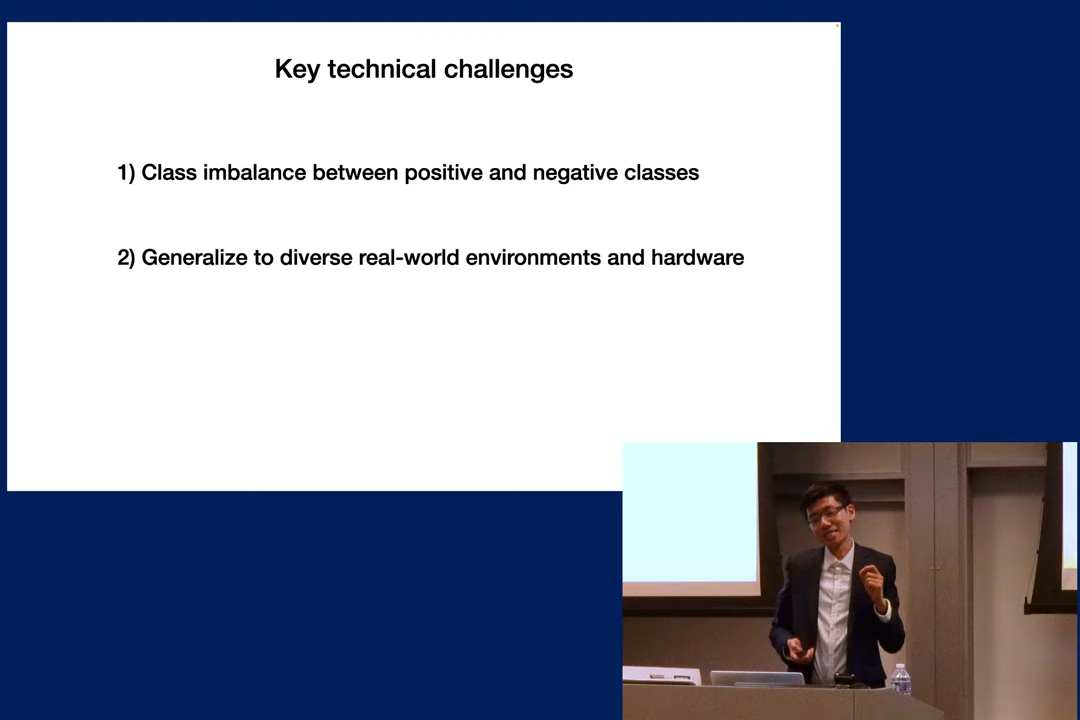 Key technical challenges
1) Class imbalance between positive and negative classes
2) Generalize to diverse real-world environments and hardware